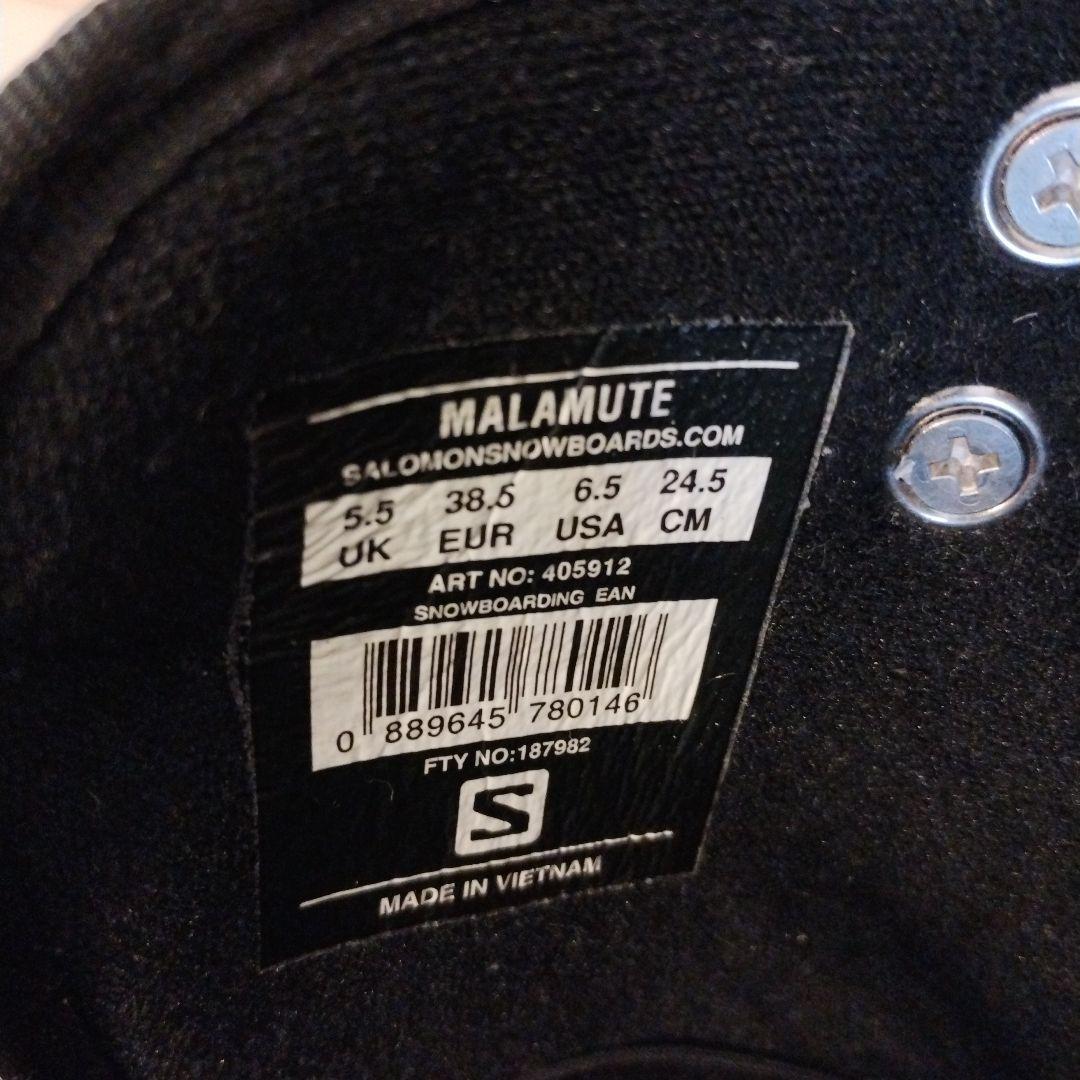 MALAMUTE
SALOMONSNOWBOARDS.COM
5.5 38.5 6.5 24.5
UK EUR USA CM
ART NO: 405912
SNOWBOARDING EAN
0 889645 780146
FTY NO:187982
S
MADE IN VIETNAM